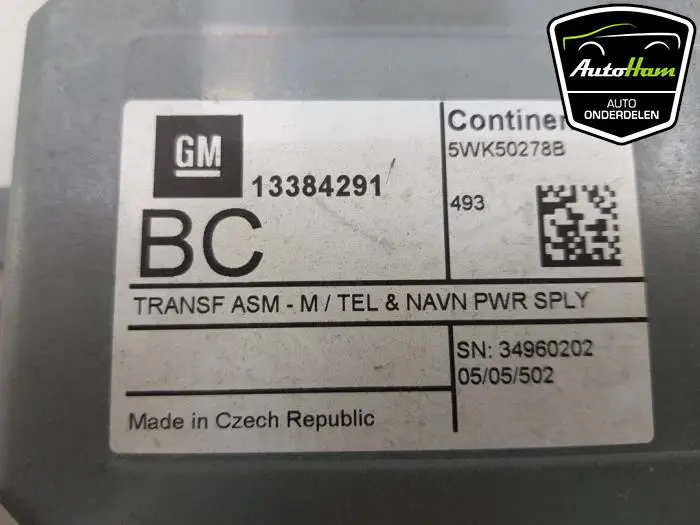 AutoHam
AUTO
ONDERDELEN
GM
13384291
BC
5WK50278B
493
TRANSF ASM - M / TEL & NAVN PWR SPLY
SN: 34960202
05/05/502
Made in Czech Republic